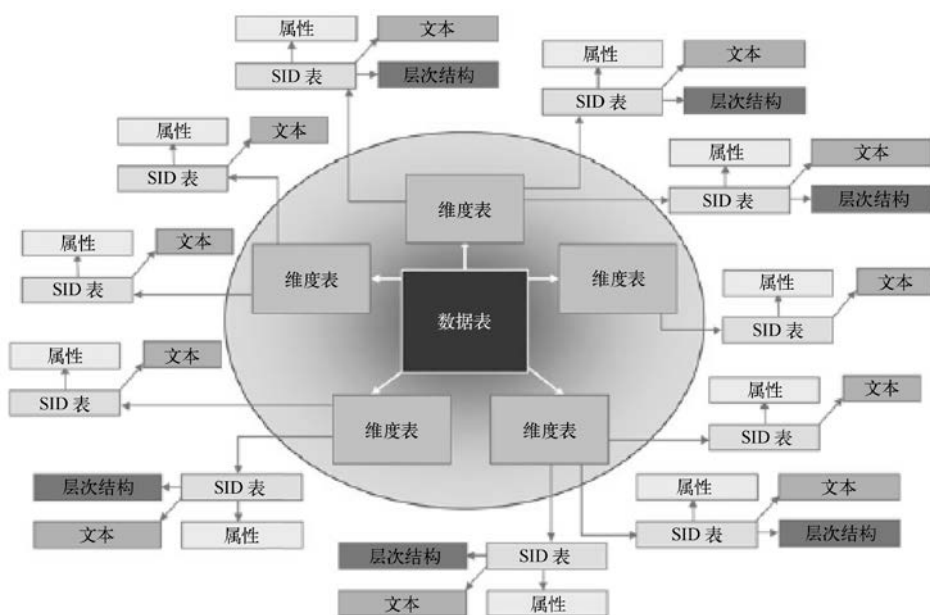 属性
文本
SID 表
层次结构
属性
文本
SID 表
层次结构
属性
文本
SID 表
属性
文本
SID 表
层次结构
维度表
属性
文本
SID 表
维度表
维度表
属性
文本
SID 表
数据表
属性
文本
SID 表
属性
文本
SID 表
维度表
维度表
层次结构
SID 表
文本
属性
属性
文本
SID 表
层次结构
层次结构
SID 表
文本
属性